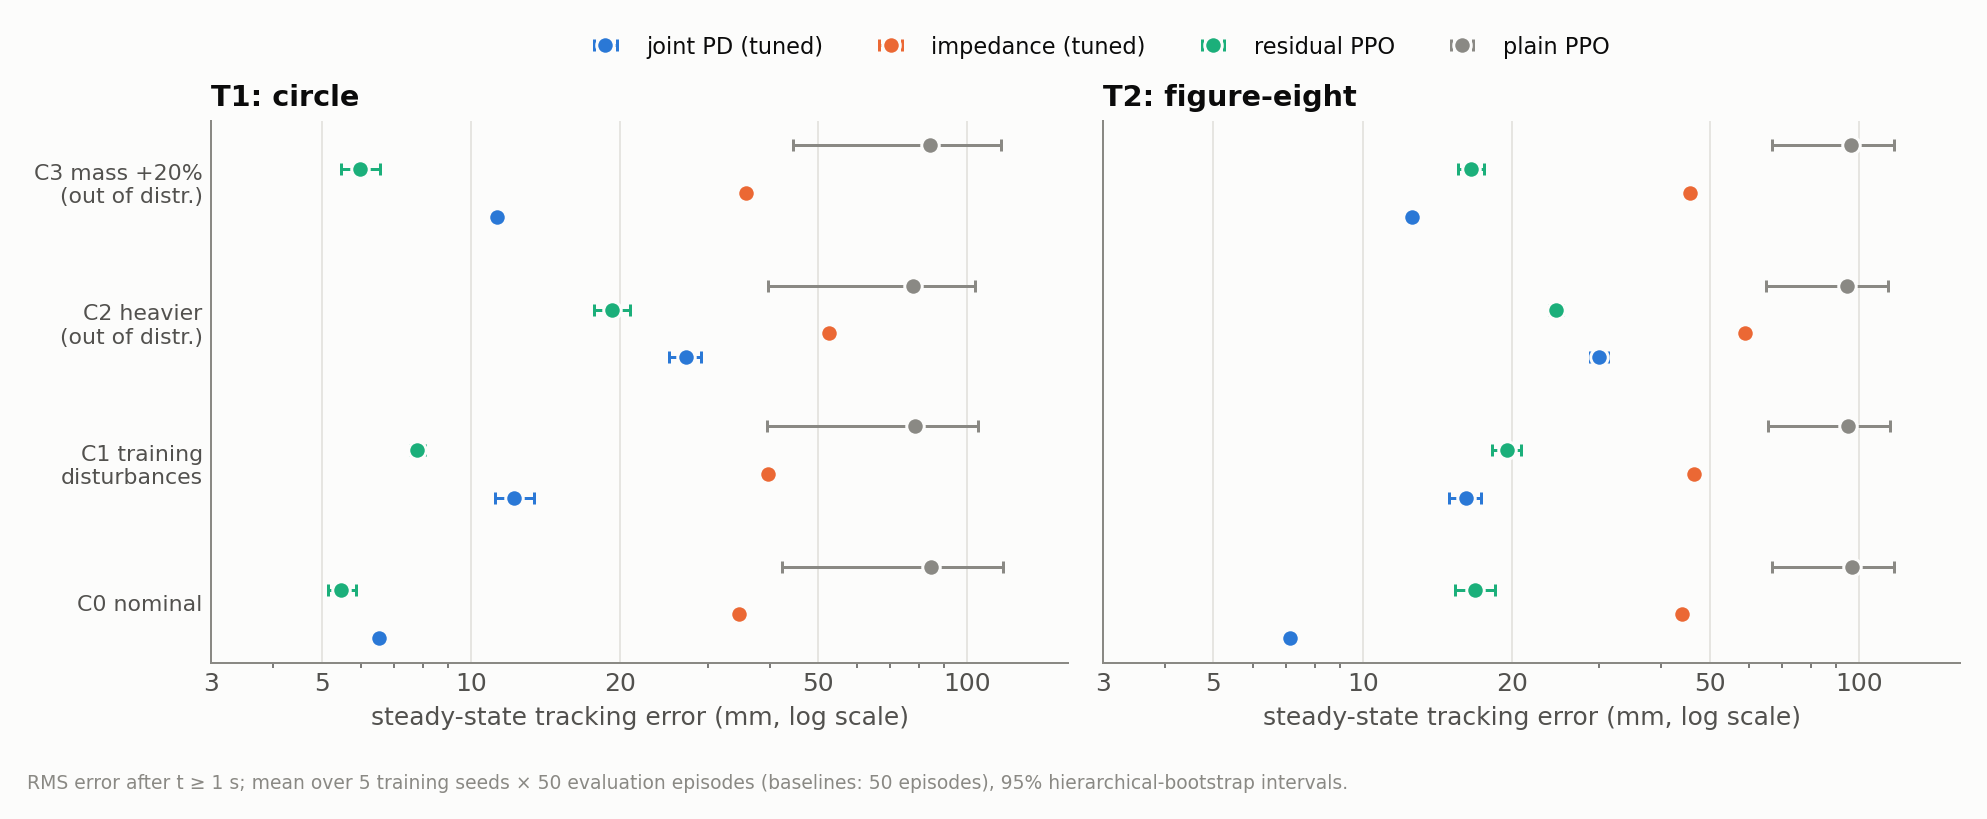 joint PD (tuned) impedance (tuned) residual PPO plain PPO
T1: circle T2: figure-eight
C3 mass +20%
(out of distr.)
C2 heavier
(out of distr.)
C1 training
disturbances
C0 nominal
3 5 10 20 50 100 3 5 10 20 50 100
steady-state tracking error (mm, log scale) steady-state tracking error (mm, log scale)
RMS error after t ≥ 1 s; mean over 5 training seeds × 50 evaluation episodes (baselines: 50 episodes), 95% hierarchical-bootstrap intervals.